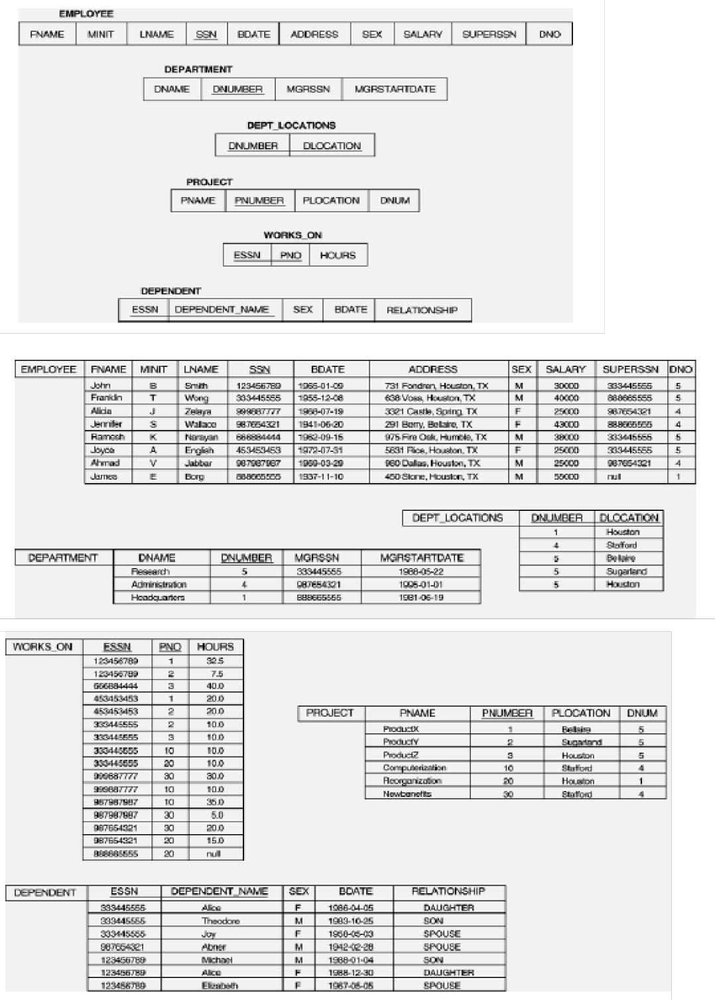 EMPLOYEE
FNAME MINIT LNAME SSN BDATE ADDRESS SEX SALARY SUPERSSN DNO
DEPARTMENT
DNAME DNUMBER MGRSSN MGRSTARTDATE
DEPT_LOCATIONS
DNUMBER DLOCATION
PROJECT
PNAME PNUMBER PLOCATION DNUM
WORKS_ON
ESSN PNO HOURS
DEPENDENT
ESSN DEPENDENT_NAME SEX BDATE RELATIONSHIP
EMPLOYEE FNAME MINIT LNAME SSN BDATE ADDRESS SEX SALARY SUPERSSN DNO
John B Smith 123456789 1965-01-09 731 Fondren, Houston, TX M 30000 333445555 5
Franklin T Wong 333445555 1955-12-08 638 Voss, Houston, TX M 40000 888665555 5
Alicia J Zelaya 999887777 1968-07-19 3321 Castle, Spring, TX F 25000 987654321 4
Jennifer S Wallace 987654321 1941-06-20 291 Berry, Bellaire, TX F 43000 888665555 4
Ramesh K Narayan 666884444 1962-09-15 975 Fire Oak, Humble, TX M 38000 333445555 5
Joyce A English 453453453 1972-07-31 5631 Rice, Houston, TX F 25000 333445555 5
Ahmad V Jabbar 987987987 1969-03-29 980 Dallas, Houston, TX M 25000 987654321 4
James E Borg 888665555 1937-11-10 450 Stone, Houston, TX M 55000 null 1
DEPT_LOCATIONS DNUMBER DLOCATION
1 Houston
4 Stafford
5 Bellaire
5 Sugarland
5 Houston
DEPARTMENT DNAME DNUMBER MGRSSN MGRSTARTDATE
Research 5 333445555 1988-05-22
Administration 4 987654321 1995-01-01
Headquarters 1 888665555 1981-06-19
WORKS_ON ESSN PNO HOURS
123456789 1 32.5
123456789 2 7.5
666884444 3 40.0
453453453 1 20.0
453453453 2 20.0
333445555 2 10.0
333445555 3 10.0
333445555 10 10.0
333445555 20 10.0
999887777 30 30.0
999887777 10 10.0
987987987 10 35.0
987987987 30 5.0
987654321 30 20.0
987654321 20 15.0
888665555 20 null
PROJECT PNAME PNUMBER PLOCATION DNUM
ProductX 1 Bellaire 5
ProductY 2 Sugarland 5
ProductZ 3 Houston 5
Computerization 10 Stafford 4
Reorganization 20 Houston 1
Newbenefits 30 Stafford 4
DEPENDENT ESSN DEPENDENT_NAME SEX BDATE RELATIONSHIP
333445555 Alice F 1986-04-05 DAUGHTER
333445555 Theodore M 1983-10-25 SON
333445555 Joy F 1958-05-03 SPOUSE
987654321 Abner M 1942-02-28 SPOUSE
123456789 Michael M 1988-01-04 SON
123456789 Alice F 1988-12-30 DAUGHTER
123456789 Elizabeth F 1967-05-05 SPOUSE